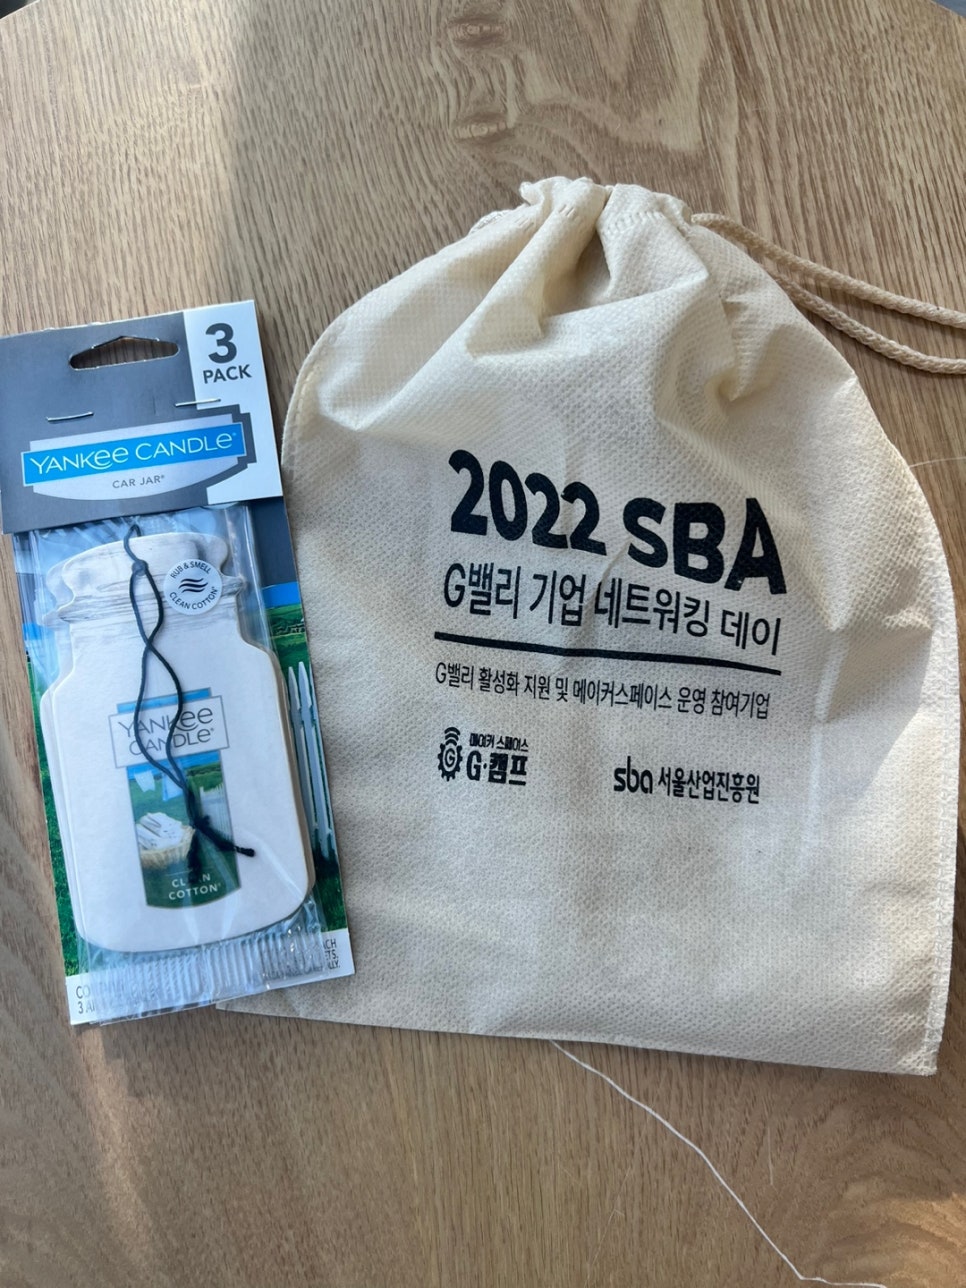 3
PACK
YANKEE CANDLE®
CAR JAR®
RUB & SMELL
CLEAN COTTON®
YANKEE
CANDLE®
CLEAN
COTTON®
2022 SBA
G밸리 기업 네트워킹 데이
G밸리 활성화 지원 및 메이커스페이스 운영 참여기업
메이커 스페이스
G·캠프
sba 서울산업진흥원